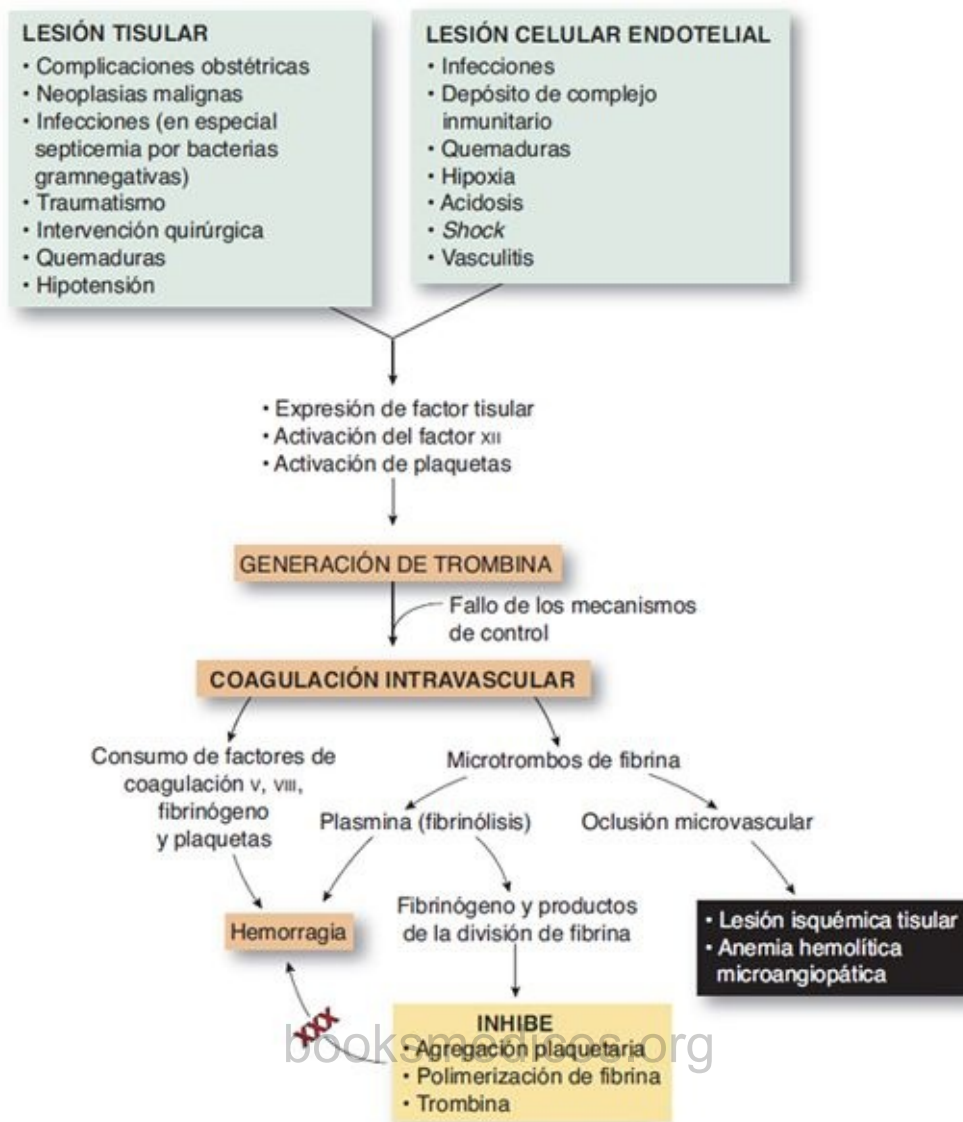 LESIÓN TISULAR
• Complicaciones obstétricas
• Neoplasias malignas
• Infecciones (en especial
septicemia por bacterias
gramnegativas)
• Traumatismo
• Intervención quirúrgica
• Quemaduras
• Hipotensión
LESIÓN CELULAR ENDOTELIAL
• Infecciones
• Depósito de complejo
inmunitario
• Quemaduras
• Hipoxia
• Acidosis
• Shock
• Vasculitis
• Expresión de factor tisular
• Activación del factor XII
• Activación de plaquetas
GENERACIÓN DE TROMBINA
Fallo de los mecanismos
de control
COAGULACIÓN INTRAVASCULAR
Consumo de factores de
coagulación V, VIII,
fibrinógeno
y plaquetas
Microtrombos de fibrina
Plasmina (fibrinólisis)
Oclusión microvascular
Hemorragia
Fibrinógeno y productos
de la división de fibrina
• Lesión isquémica tisular
• Anemia hemolítica
microangiopática
XXX
INHIBE
• Agregación plaquetaria
• Polimerización de fibrina
• Trombina
booksmedicos.org